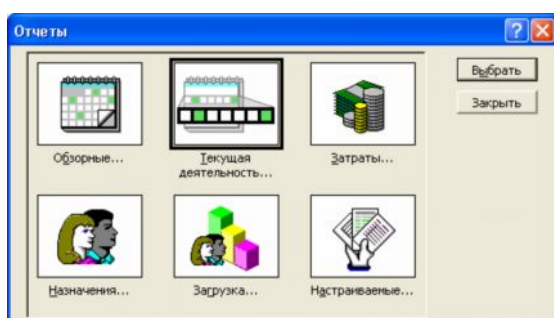 Отчеты
Выбрать
Закрыть
Обзорные...
Текущая
деятельность...
Затраты...
Назначения...
Загрузка...
Настраиваемые...